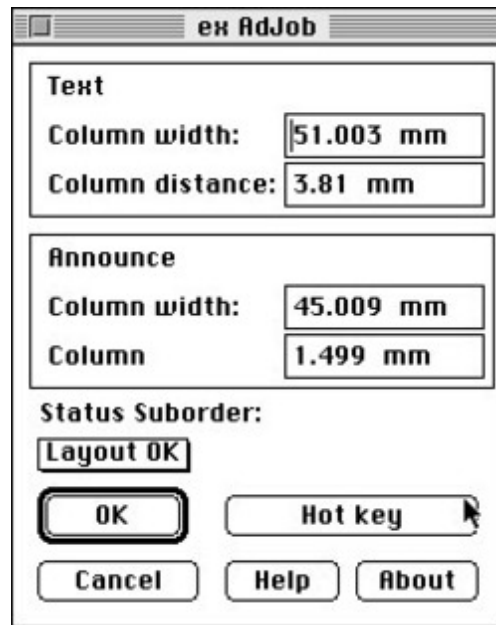 ex AdJob
Text
Column width: 51.003 mm
Column distance: 3.81 mm
Announce
Column width: 45.009 mm
Column 1.499 mm
Status Suborder:
Layout OK
OK Hot key
Cancel Help About